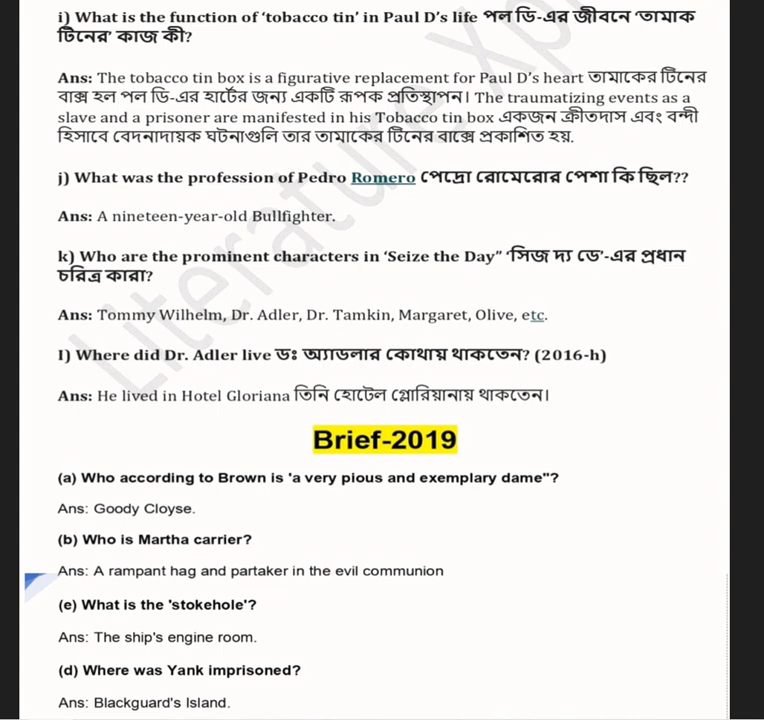 i) What is the function of ‘tobacco tin’ in Paul D’s life পল ডি-এর জীবনে ‘তামাক
টিনের’ কাজ কী?
Ans: The tobacco tin box is a figurative replacement for Paul D’s heart তামাকের টিনের
বাক্স হল পল ডি-এর হার্টের জন্য একটি রূপক প্রতিস্থাপন। The traumatizing events as a
slave and a prisoner are manifested in his Tobacco tin box একজন ক্রীতদাস এবং বন্দী
হিসাবে বেদনাদায়ক ঘটনাগুলি তার তামাকের টিনের বাক্সে প্রকাশিত হয়.
j) What was the profession of Pedro Romero পেদ্রো রোমেরোর পেশা কি ছিল??
Ans: A nineteen-year-old Bullfighter.
k) Who are the prominent characters in ‘Seize the Day” ‘সিজ দ্য ডে’-এর প্রধান
চরিত্র কারা?
Ans: Tommy Wilhelm, Dr. Adler, Dr. Tamkin, Margaret, Olive, etc.
I) Where did Dr. Adler live ডঃ অ্যাডলার কোথায় থাকতেন? (2016-h)
Ans: He lived in Hotel Gloriana তিনি হোটেল গ্লোরিয়ানায় থাকতেন।
Brief-2019
(a) Who according to Brown is 'a very pious and exemplary dame"?
Ans: Goody Cloyse.
(b) Who is Martha carrier?
Ans: A rampant hag and partaker in the evil communion
(e) What is the 'stokehole'?
Ans: The ship's engine room.
(d) Where was Yank imprisoned?
Ans: Blackguard's Island.